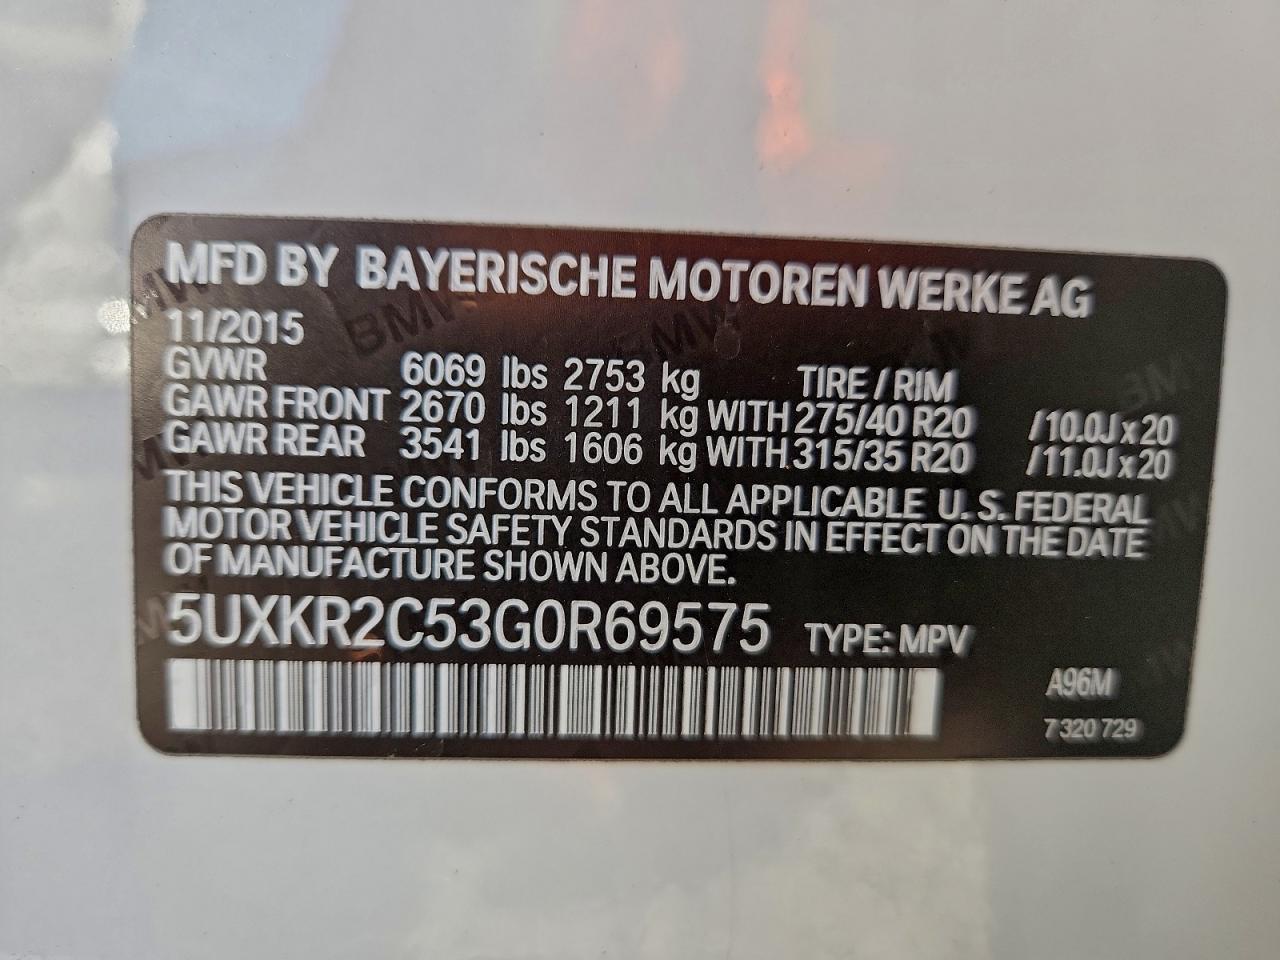 MFD BY BAYERISCHE MOTOREN WERKE AG
11/2015
GVWR 6069 lbs 2753 kg TIRE / RIM
GAWR FRONT 2670 lbs 1211 kg WITH 275/40 R20 / 10.0J x 20
GAWR REAR 3541 lbs 1606 kg WITH 315/35 R20 / 11.0J x 20
THIS VEHICLE CONFORMS TO ALL APPLICABLE U. S. FEDERAL
MOTOR VEHICLE SAFETY STANDARDS IN EFFECT ON THE DATE
OF MANUFACTURE SHOWN ABOVE.
5UXKR2C53G0R69575 TYPE: MPV
A96M
7 320 729